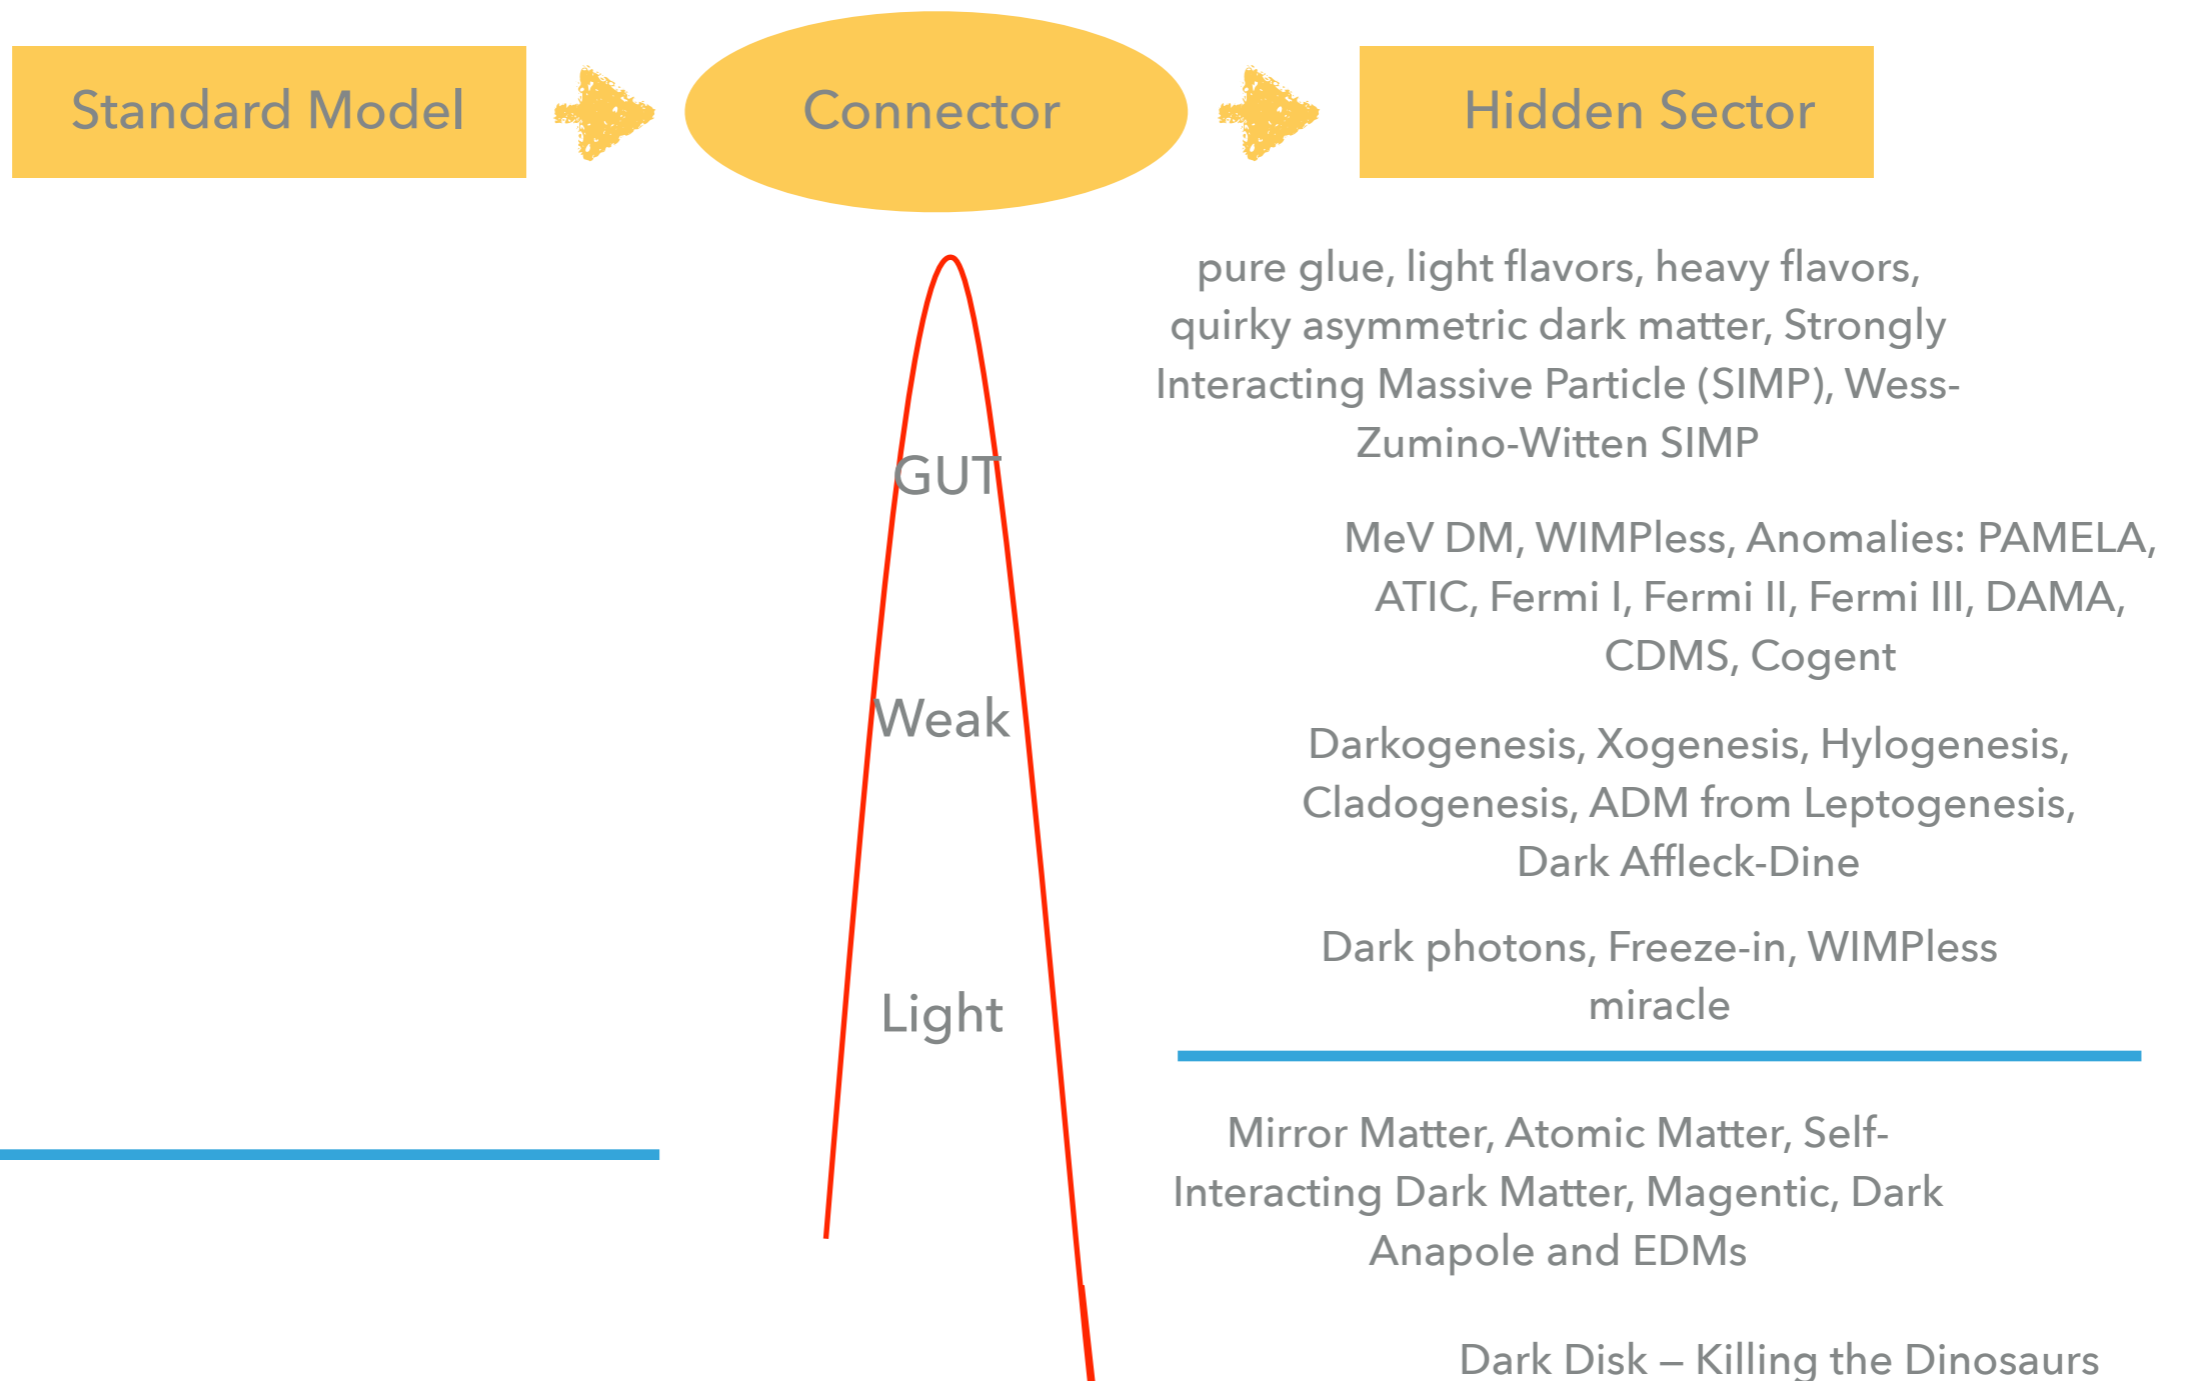 Standard Model
Connector
Hidden Sector
pure glue, light flavors, heavy flavors,
quirky asymmetric dark matter, Strongly
Interacting Massive Particle (SIMP), Wess-
Zumino-Witten SIMP
GUT
MeV DM, WIMPless, Anomalies: PAMELA,
ATIC, Fermi I, Fermi II, Fermi III, DAMA,
CDMS, Cogent
Weak
Darkogenesis, Xogenesis, Hylogenesis,
Cladogenesis, ADM from Leptogenesis,
Dark Affleck-Dine
Dark photons, Freeze-in, WIMPless
miracle
Light
Mirror Matter, Atomic Matter, Self-
Interacting Dark Matter, Magentic, Dark
Anapole and EDMs
Dark Disk – Killing the Dinosaurs